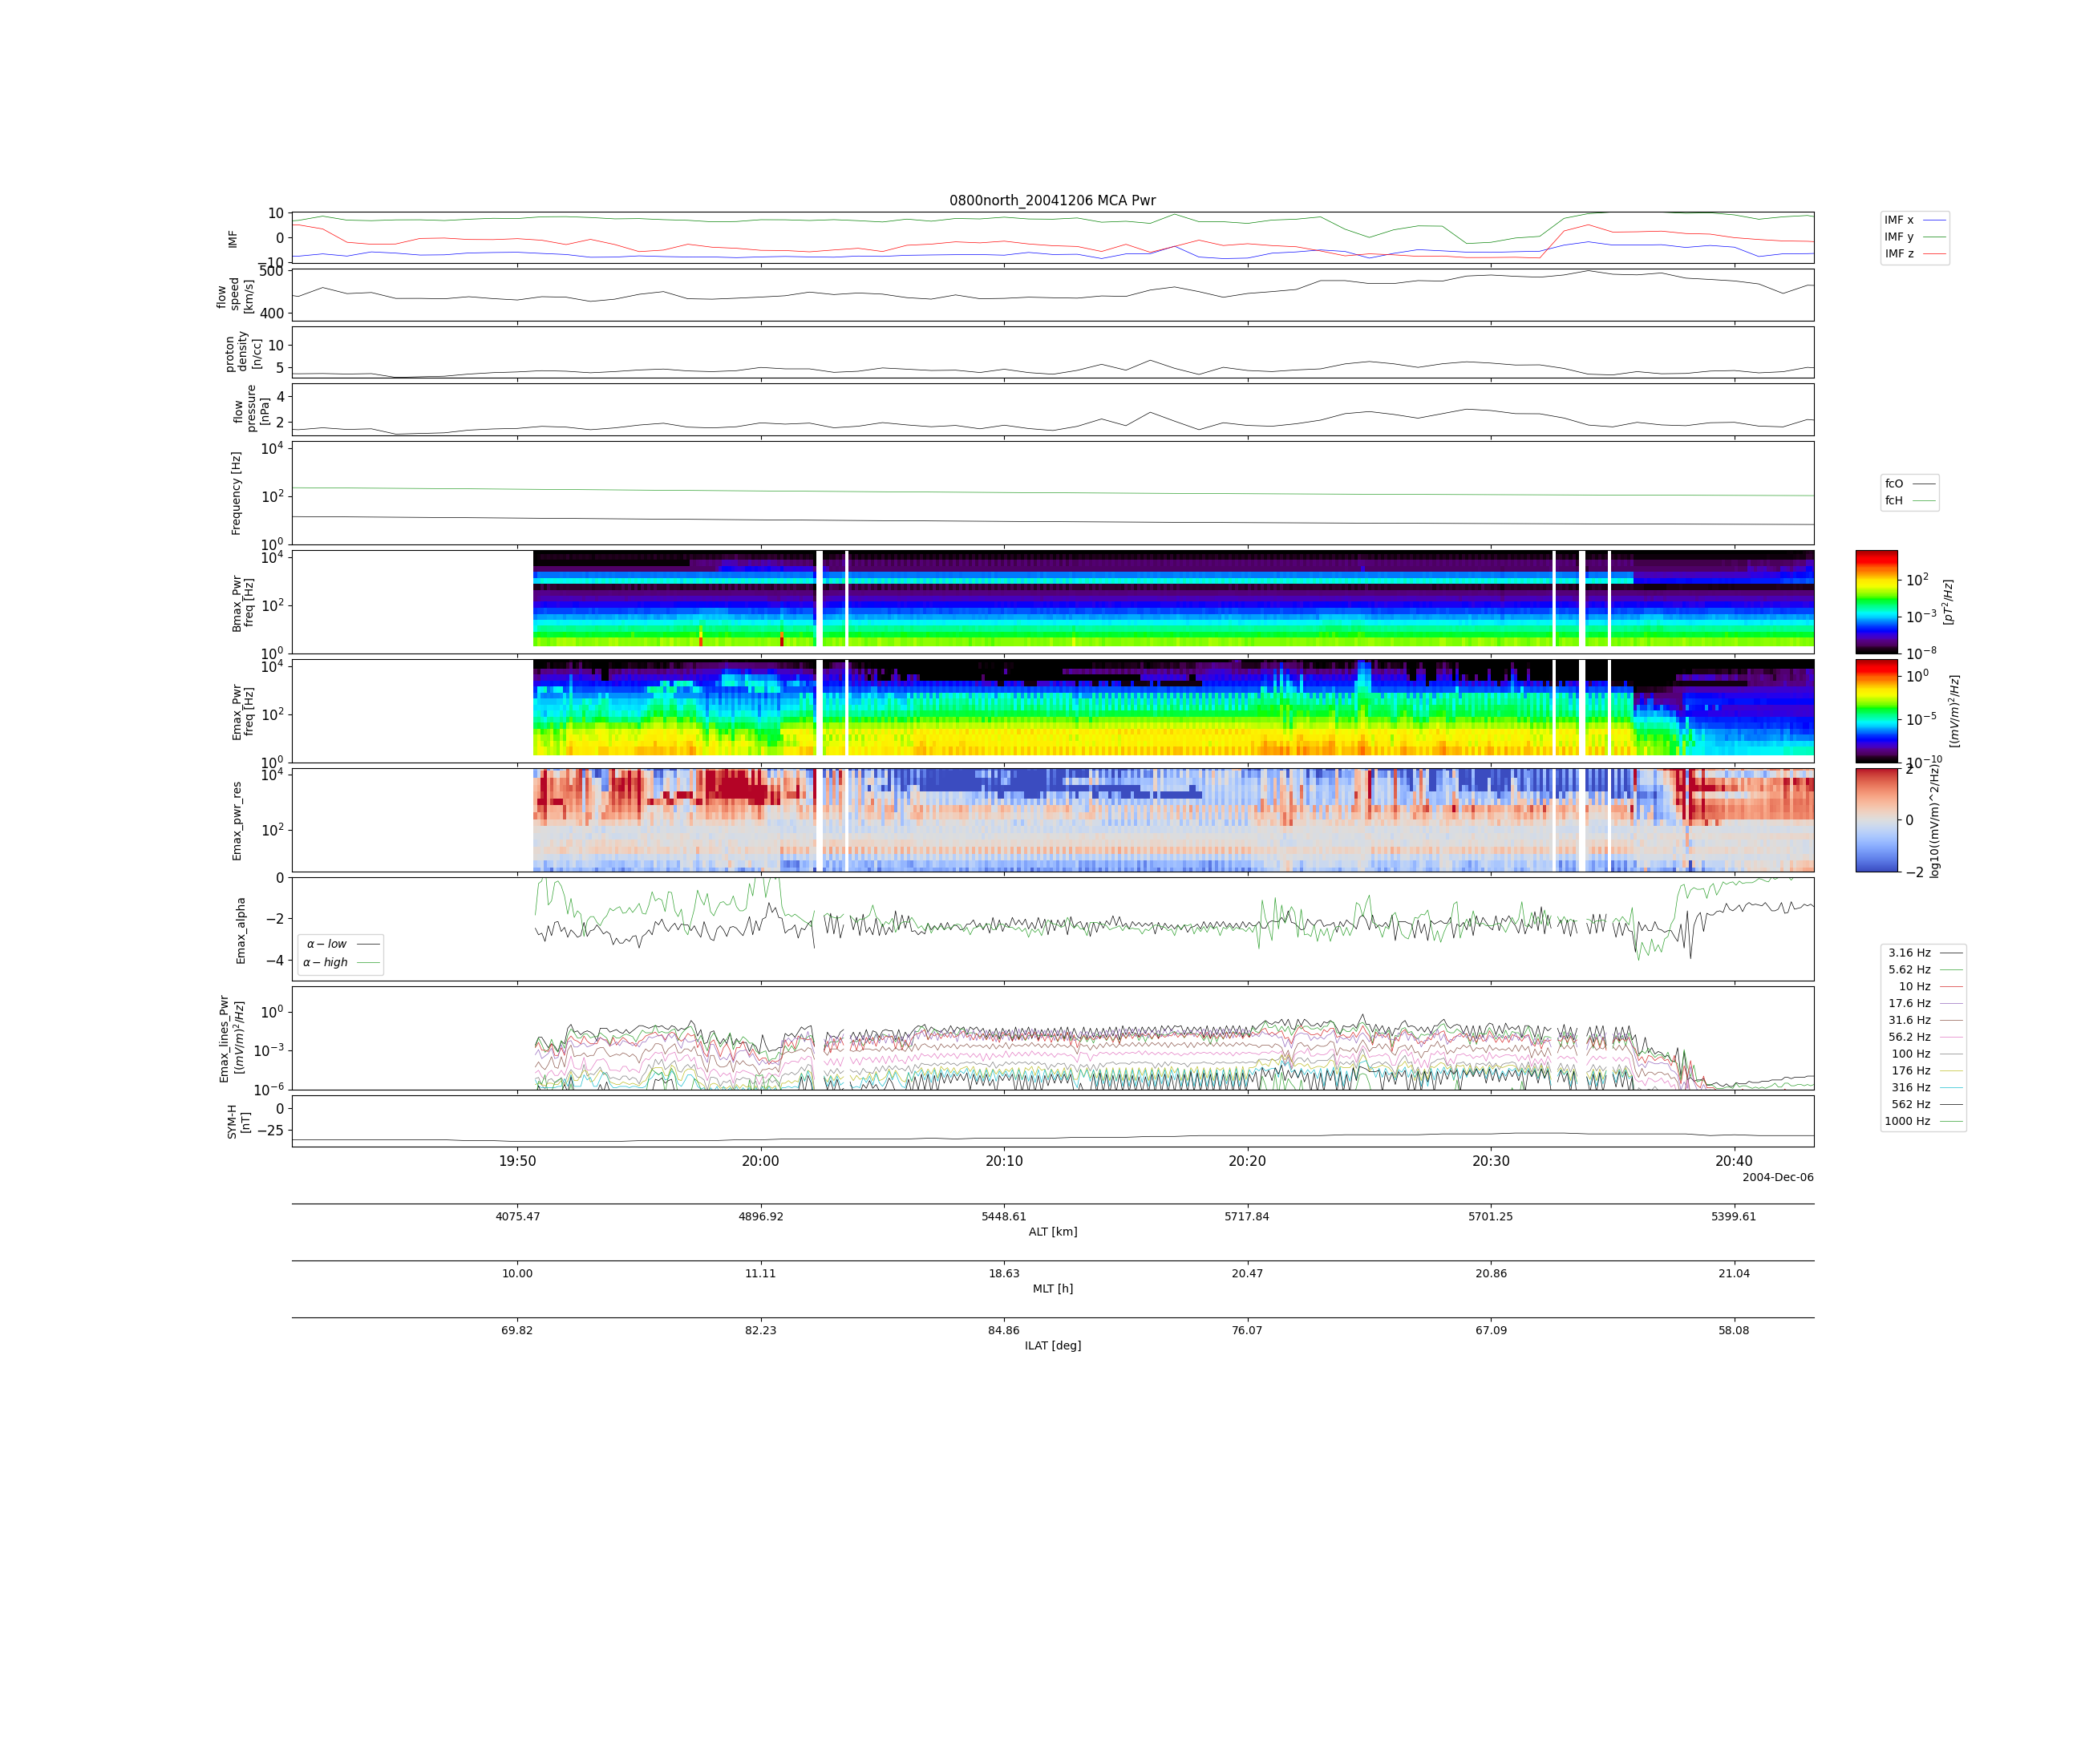 0800north_20041206 MCA Pwr
IMF
10
0
−10
IMF x
IMF y
IMF z
flow
speed
[km/s]
500
400
proton
density
[n/cc]
10
5
flow
pressure
[nPa]
4
2
Frequency [Hz]
10^4
10^2
10^0
fcO
fcH
Bmax_Pwr
freq [Hz]
10^4
10^2
10^0
10^2
10^−3
10^−8
[pT^2/Hz]
Emax_Pwr
freq [Hz]
10^4
10^2
10^0
10^0
10^−5
10^−10
[(mV/m)^2/Hz]
Emax_pwr_res
10^4
10^2
2
0
−2
log10((mV/m)^2/Hz)
Emax_alpha
0
−2
−4
α − low
α − high
Emax_lines_Pwr
[(mV/m)^2/Hz]
10^0
10^−3
10^−6
3.16 Hz
5.62 Hz
10 Hz
17.6 Hz
31.6 Hz
56.2 Hz
100 Hz
176 Hz
316 Hz
562 Hz
1000 Hz
SYM-H
[nT]
0
−25
19:50 20:00 20:10 20:20 20:30 20:40
2004-Dec-06
4075.47 4896.92 5448.61 5717.84 5701.25 5399.61
ALT [km]
10.00 11.11 18.63 20.47 20.86 21.04
MLT [h]
69.82 82.23 84.86 76.07 67.09 58.08
ILAT [deg]